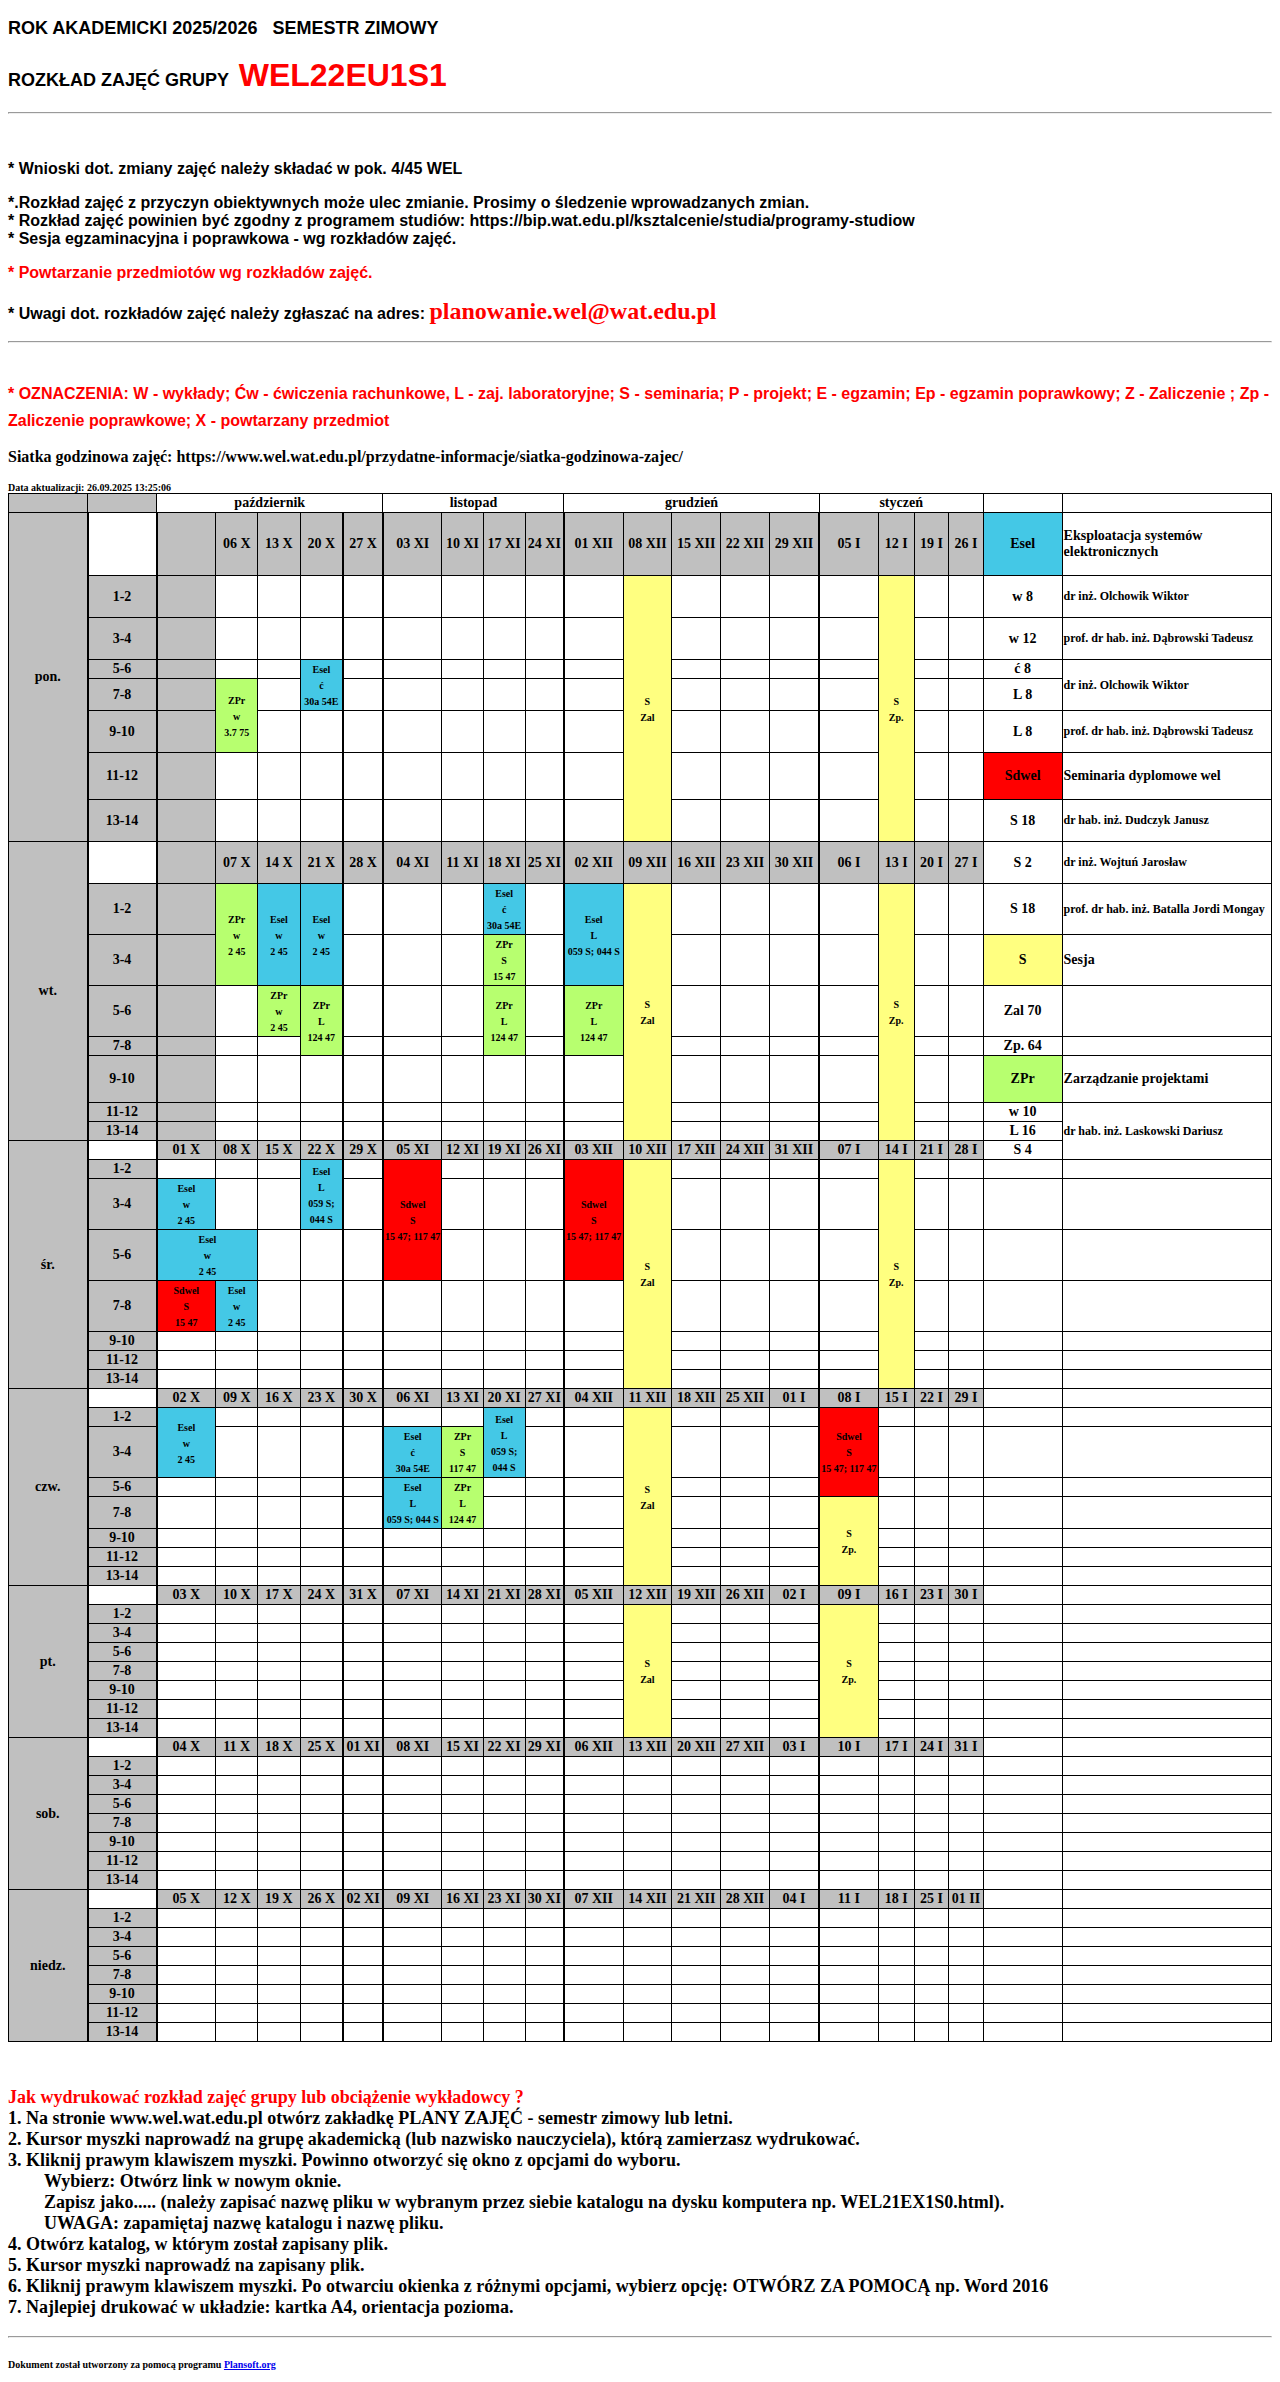 ROK AKADEMICKI 2025/2026 SEMESTR ZIMOWY
ROZKŁAD ZAJĘĆ GRUPY WEL22EU1S1
* Wnioski dot. zmiany zajęć należy składać w pok. 4/45 WEL
*.Rozkład zajęć z przyczyn obiektywnych może ulec zmianie. Prosimy o śledzenie wprowadzanych zmian.
* Rozkład zajęć powinien być zgodny z programem studiów: https://bip.wat.edu.pl/ksztalcenie/studia/programy-studiow
* Sesja egzaminacyjna i poprawkowa - wg rozkładów zajęć.
* Powtarzanie przedmiotów wg rozkładów zajęć.
* Uwagi dot. rozkładów zajęć należy zgłaszać na adres: planowanie.wel@wat.edu.pl
* OZNACZENIA: W - wykłady; Ćw - ćwiczenia rachunkowe, L - zaj. laboratoryjne; S - seminaria; P - projekt; E - egzamin; Ep - egzamin poprawkowy; Z - Zaliczenie ; Zp -
Zaliczenie poprawkowe; X - powtarzany przedmiot
Siatka godzinowa zajęć: https://www.wel.wat.edu.pl/przydatne-informacje/siatka-godzinowa-zajec/
Data aktualizacji: 26.09.2025 13:25:06
październik listopad grudzień styczeń
pon. 06 X 13 X 20 X 27 X 03 XI 10 XI 17 XI 24 XI 01 XII 08 XII 15 XII 22 XII 29 XII 05 I 12 I 19 I 26 I Esel Eksploatacja systemów elektronicznych
1-2 S Zal S Zp. w 8 dr inż. Olchowik Wiktor
3-4 w 12 prof. dr hab. inż. Dąbrowski Tadeusz
5-6 Esel ć 30a 54E ć 8 dr inż. Olchowik Wiktor
7-8 ZPr w 3.7 75 L 8
9-10 L 8 prof. dr hab. inż. Dąbrowski Tadeusz
11-12 Sdwel Seminaria dyplomowe wel
13-14 S 18 dr hab. inż. Dudczyk Janusz
wt. 07 X 14 X 21 X 28 X 04 XI 11 XI 18 XI 25 XI 02 XII 09 XII 16 XII 23 XII 30 XII 06 I 13 I 20 I 27 I S 2 dr inż. Wojtuń Jarosław
1-2 ZPr w 2 45 Esel w 2 45 Esel w 2 45 Esel ć 30a 54E Esel L 059 S; 044 S S Zal S Zp. S 18 prof. dr hab. inż. Batalla Jordi Mongay
3-4 ZPr S 15 47 S Sesja
5-6 ZPr w 2 45 ZPr L 124 47 ZPr L 124 47 ZPr L 124 47 Zal 70
7-8 Zp. 64
9-10 ZPr Zarządzanie projektami
11-12 w 10 dr hab. inż. Laskowski Dariusz
13-14 L 16
śr. 01 X 08 X 15 X 22 X 29 X 05 XI 12 XI 19 XI 26 XI 03 XII 10 XII 17 XII 24 XII 31 XII 07 I 14 I 21 I 28 I S 4
1-2 Esel L 059 S; 044 S Sdwel S 15 47; 117 47 Sdwel S 15 47; 117 47 S Zal S Zp.
3-4 Esel w 2 45
5-6 Esel w 2 45
7-8 Sdwel S 15 47 Esel w 2 45
9-10
11-12
13-14
czw. 02 X 09 X 16 X 23 X 30 X 06 XI 13 XI 20 XI 27 XI 04 XII 11 XII 18 XII 25 XII 01 I 08 I 15 I 22 I 29 I
1-2 Esel w 2 45 Esel L 059 S; 044 S S Zal Sdwel S 15 47; 117 47
3-4 Esel ć 30a 54E ZPr S 117 47
5-6 Esel L 059 S; 044 S ZPr L 124 47
7-8 S Zp.
9-10
11-12
13-14
pt. 03 X 10 X 17 X 24 X 31 X 07 XI 14 XI 21 XI 28 XI 05 XII 12 XII 19 XII 26 XII 02 I 09 I 16 I 23 I 30 I
1-2 S Zal S Zp.
3-4
5-6
7-8
9-10
11-12
13-14
sob. 04 X 11 X 18 X 25 X 01 XI 08 XI 15 XI 22 XI 29 XI 06 XII 13 XII 20 XII 27 XII 03 I 10 I 17 I 24 I 31 I
1-2
3-4
5-6
7-8
9-10
11-12
13-14
niedz. 05 X 12 X 19 X 26 X 02 XI 09 XI 16 XI 23 XI 30 XI 07 XII 14 XII 21 XII 28 XII 04 I 11 I 18 I 25 I 01 II
1-2
3-4
5-6
7-8
9-10
11-12
13-14
Jak wydrukować rozkład zajęć grupy lub obciążenie wykładowcy ?
1. Na stronie www.wel.wat.edu.pl otwórz zakładkę PLANY ZAJĘĆ - semestr zimowy lub letni.
2. Kursor myszki naprowadź na grupę akademicką (lub nazwisko nauczyciela), którą zamierzasz wydrukować.
3. Kliknij prawym klawiszem myszki. Powinno otworzyć się okno z opcjami do wyboru.
Wybierz: Otwórz link w nowym oknie.
Zapisz jako..... (należy zapisać nazwę pliku w wybranym przez siebie katalogu na dysku komputera np. WEL21EX1S0.html).
UWAGA: zapamiętaj nazwę katalogu i nazwę pliku.
4. Otwórz katalog, w którym został zapisany plik.
5. Kursor myszki naprowadź na zapisany plik.
6. Kliknij prawym klawiszem myszki. Po otwarciu okienka z różnymi opcjami, wybierz opcję: OTWÓRZ ZA POMOCĄ np. Word 2016
7. Najlepiej drukować w układzie: kartka A4, orientacja pozioma.
Dokument został utworzony za pomocą programu Plansoft.org